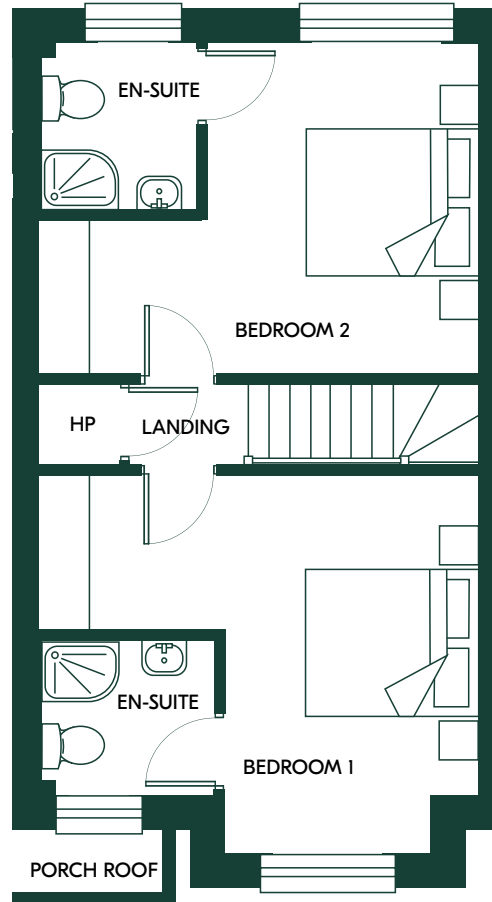 EN-SUITE
BEDROOM 2
HP
LANDING
EN-SUITE
BEDROOM 1
PORCH ROOF